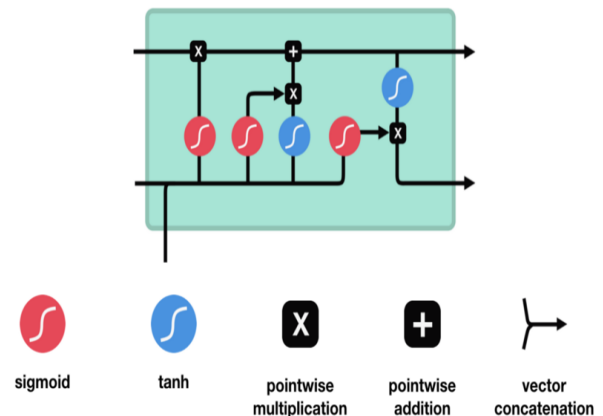 X
+
X
X
X
+
sigmoid
tanh
pointwise
multiplication
pointwise
addition
vector
concatenation